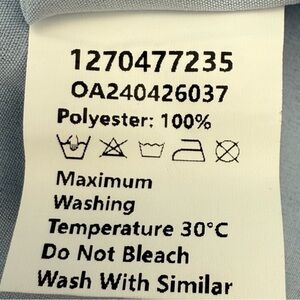 1270477235
OA240426037
Polyester: 100%
Maximum
Washing
Temperature 30°C
Do Not Bleach
Wash With Similar